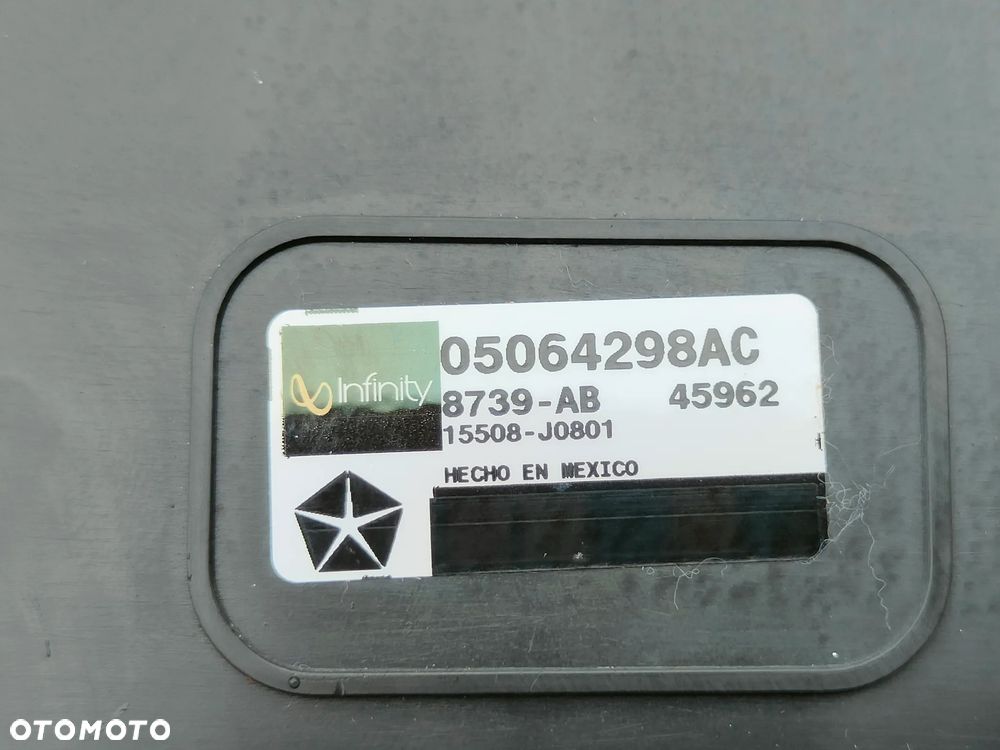 Infinity
05064298AC
8739-AB 45962
15508-J0801
HECHO EN MEXICO
OTOMOTO